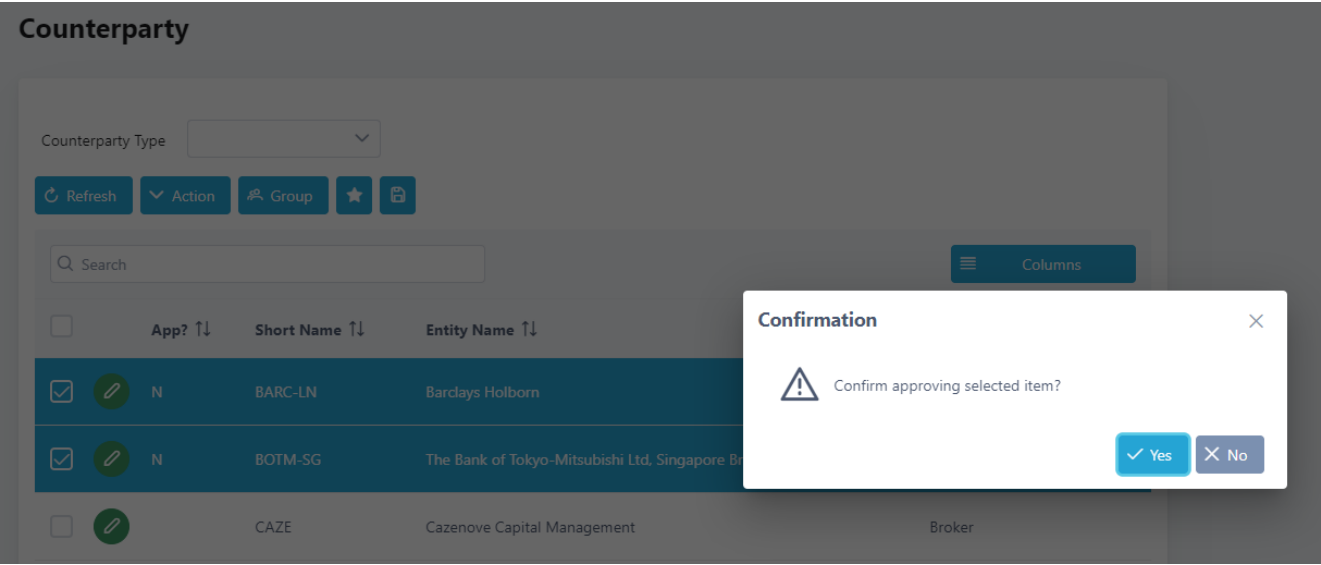 Counterparty
Counterparty Type
Refresh Action Group
Search Columns
App? Short Name Entity Name
Confirmation
Confirm approving selected item?
Yes No
N BARC-LN Barclays Holborn
N BOTM-SG The Bank of Tokyo-Mitsubishi Ltd, Singapore
CAZE Cazenove Capital Management Broker